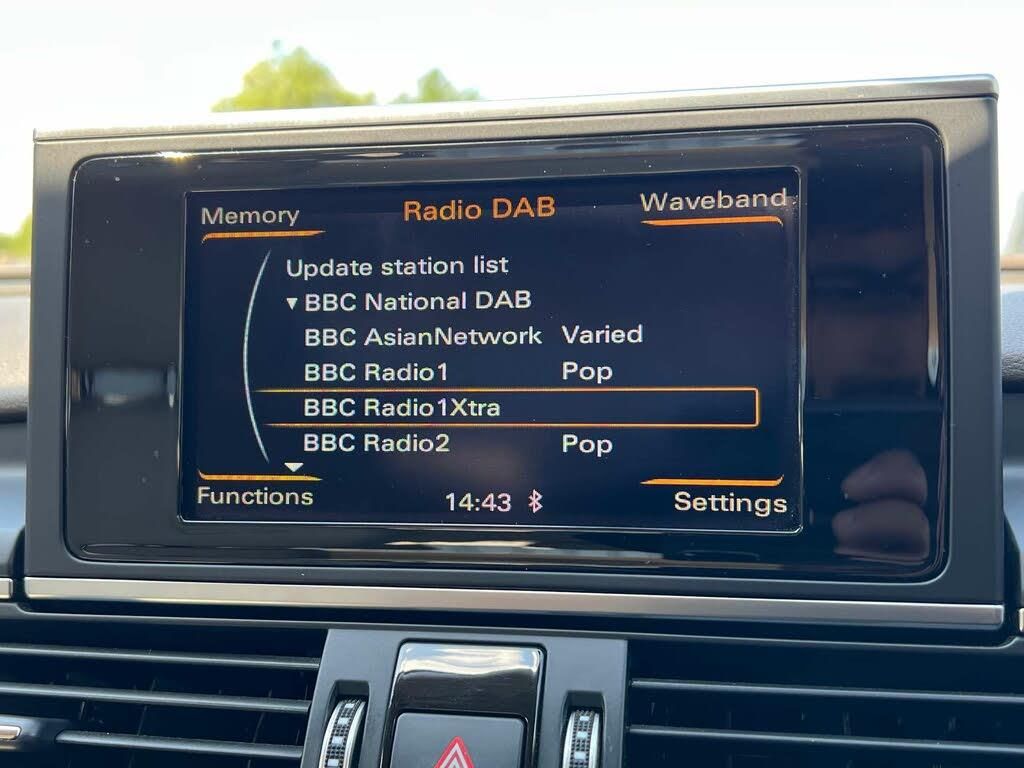 Memory Radio DAB Waveband
Update station list
▼BBC National DAB
BBC AsianNetwork Varied
BBC Radio1 Pop
BBC Radio1Xtra
BBC Radio2 Pop
Functions 14:43 Settings